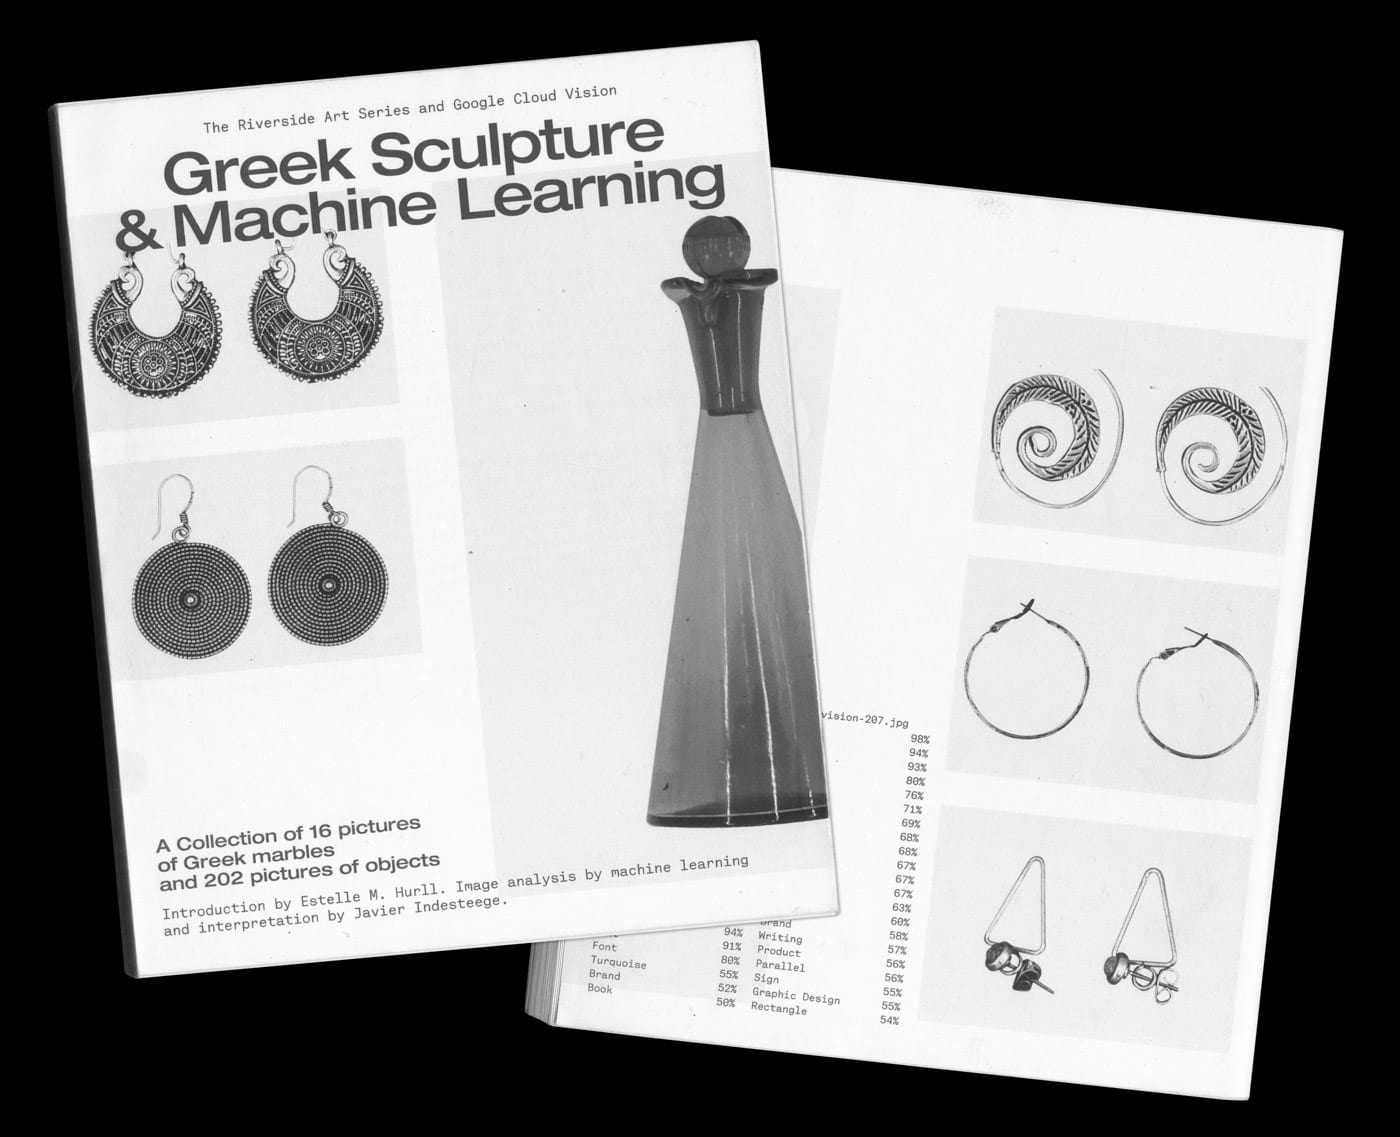 The Riverside Art Series and Google Cloud Vision
Greek Sculpture
& Machine Learning
A Collection of 16 pictures
of Greek marbles
and 202 pictures of objects
Introduction by Estelle M. Hurll. Image analysis by machine learning
and interpretation by Javier Indesteege.
vision-207.jpg
98%
94%
93%
80%
76%
71%
69%
68%
68%
67%
67%
67%
63%
60%
58%
57%
56%
56%
55%
55%
54%
94%
Font 91%
Turquoise 80%
Brand 55%
Book 52%
50%
Brand
Writing
Product
Parallel
Sign
Graphic Design
Rectangle